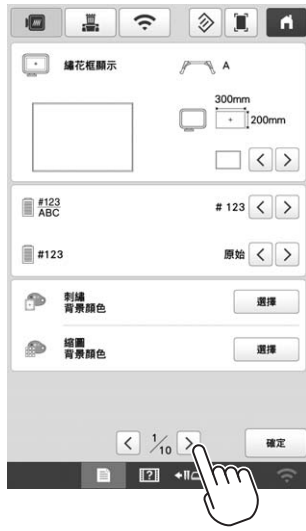 繡花框顯示
A
300mm
200mm
#123
ABC
# 123
#123
原始
刺繡
背景顏色
選擇
縮圖
背景顏色
選擇
1/10
確定